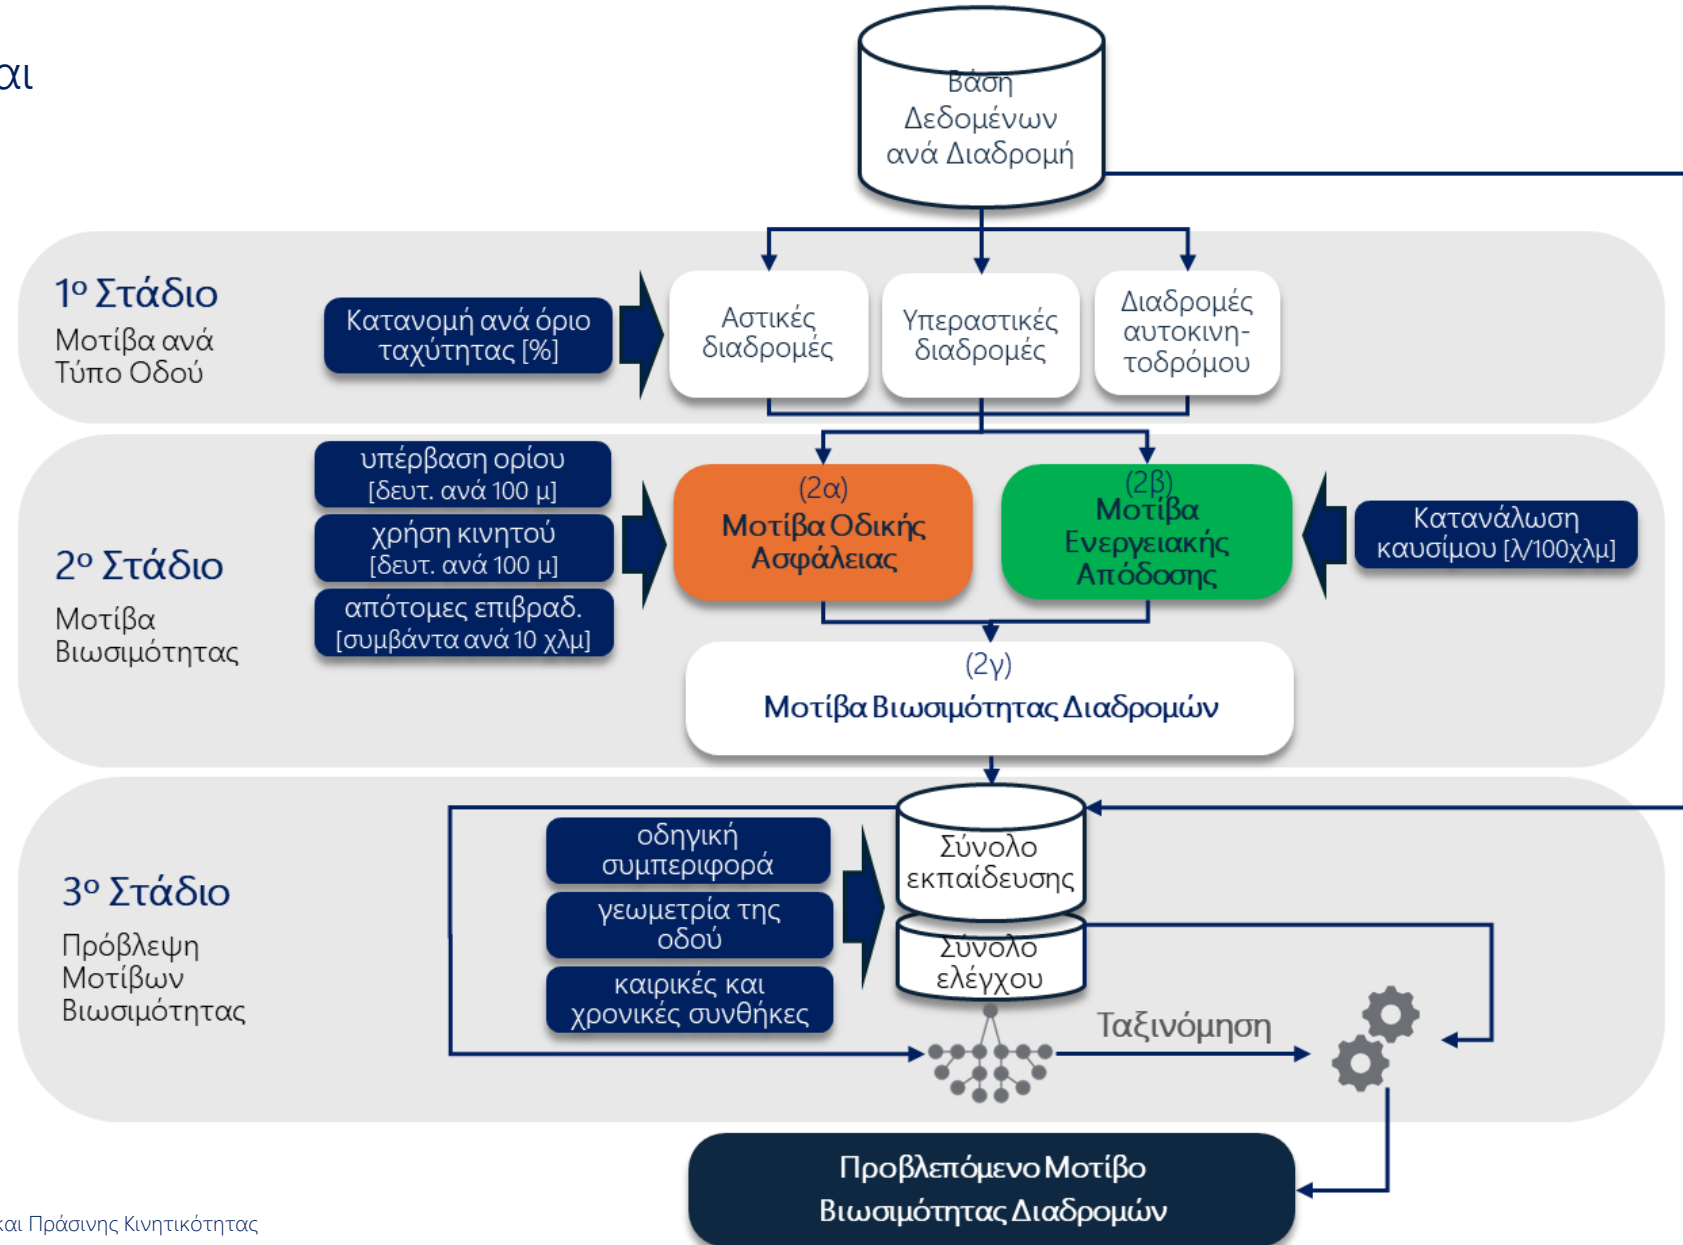 αι
Βάση
Δεδομένων
ανά Διαδρομή
1º Στάδιο
Μοτίβα ανά
Τύπο Οδού
Κατανομή ανά όριο
ταχύτητας [%]
Αστικές
διαδρομές
Υπεραστικές
διαδρομές
Διαδρομές
αυτοκινη-
τοδρόμου
2º Στάδιο
Μοτίβα
Βιωσιμότητας
υπέρβαση ορίου
[δευτ. ανά 100 μ]
χρήση κινητού
[δευτ. ανά 100 μ]
απότομες επιβραδ.
[συμβάντα ανά 10 χλμ]
(2α)
Μοτίβα Οδικής
Ασφάλειας
(2β)
Μοτίβα
Ενεργειακής
Απόδοσης
Κατανάλωση
καυσίμου [λ/100χλμ]
(2γ)
Μοτίβα Βιωσιμότητας Διαδρομών
3º Στάδιο
Πρόβλεψη
Μοτίβων
Βιωσιμότητας
οδηγική
συμπεριφορά
γεωμετρία της
οδού
καιρικές και
χρονικές συνθήκες
Σύνολο
εκπαίδευσης
Σύνολο
ελέγχου
Ταξινόμηση
Προβλεπόμενο Μοτίβο
Βιωσιμότητας Διαδρομών
και Πράσινης Κινητικότητας